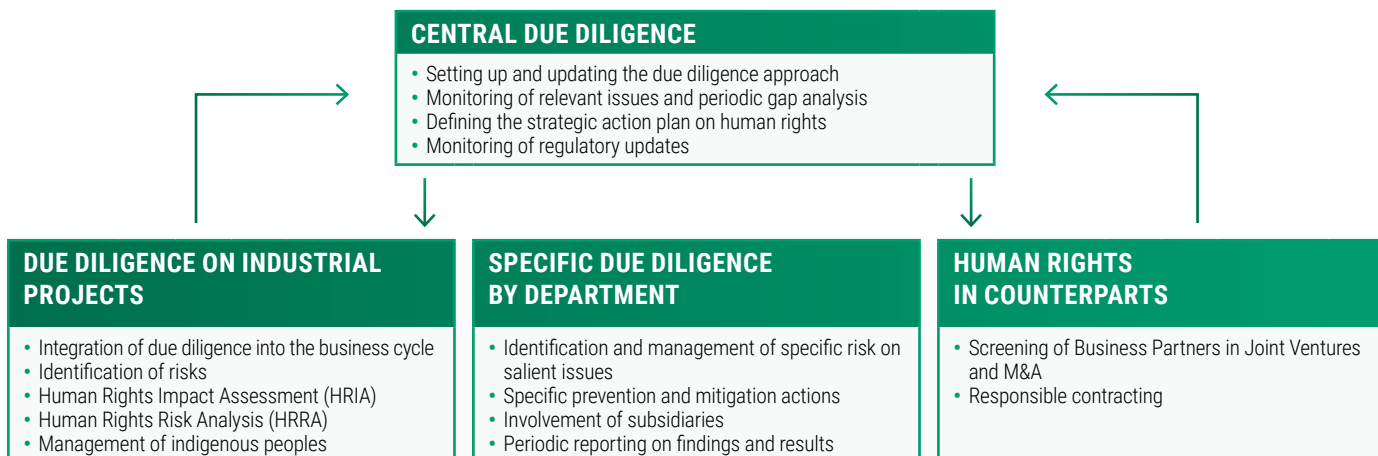 CENTRAL DUE DILIGENCE
• Setting up and updating the due diligence approach
• Monitoring of relevant issues and periodic gap analysis
• Defining the strategic action plan on human rights
• Monitoring of regulatory updates
DUE DILIGENCE ON INDUSTRIAL
PROJECTS
• Integration of due diligence into the business cycle
• Identification of risks
• Human Rights Impact Assessment (HRIA)
• Human Rights Risk Analysis (HRRA)
• Management of indigenous peoples
SPECIFIC DUE DILIGENCE
BY DEPARTMENT
• Identification and management of specific risk on
salient issues
• Specific prevention and mitigation actions
• Involvement of subsidiaries
• Periodic reporting on findings and results
HUMAN RIGHTS
IN COUNTERPARTS
• Screening of Business Partners in Joint Ventures
and M&A
• Responsible contracting